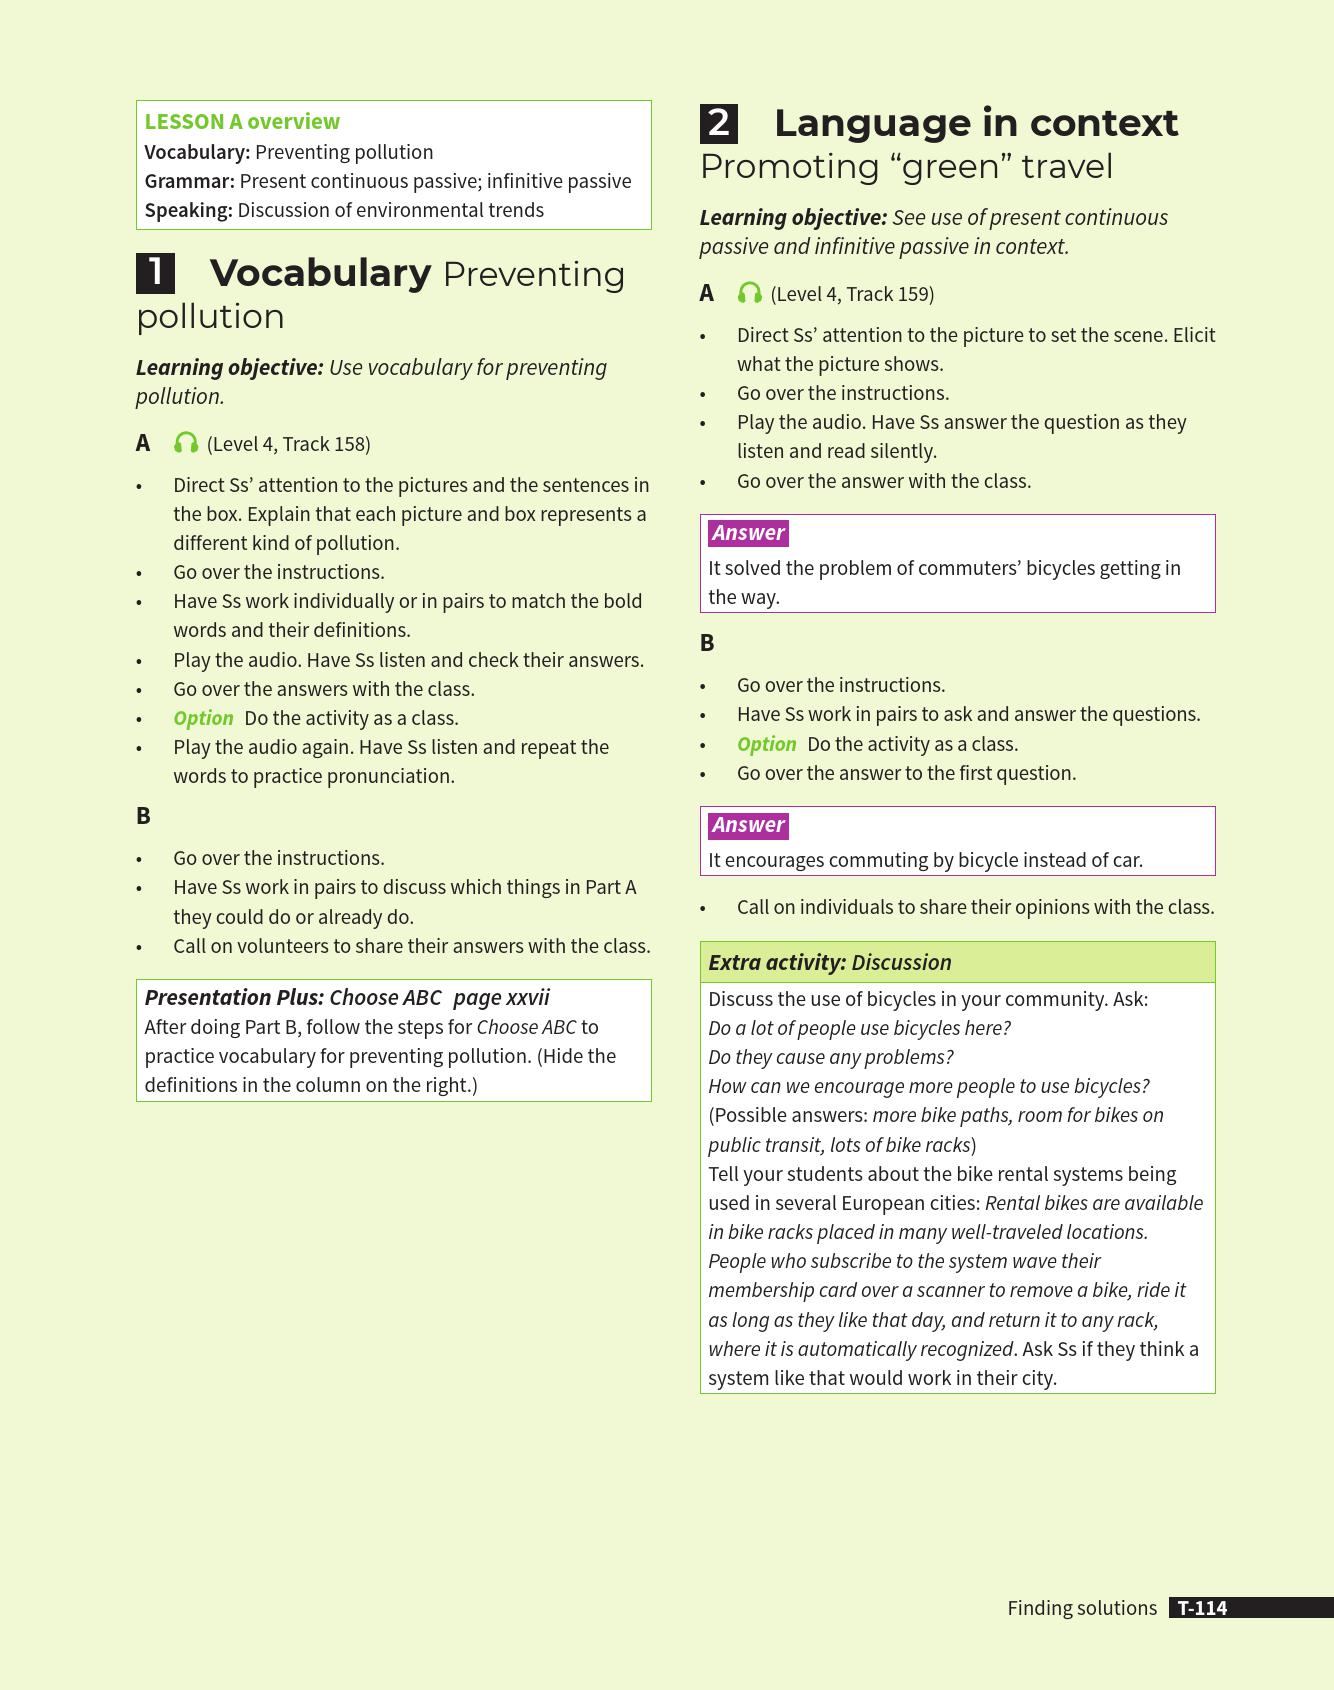 LESSON A overview
Vocabulary: Preventing pollution
Grammar: Present continuous passive; infinitive passive
Speaking: Discussion of environmental trends
1 Vocabulary Preventing
pollution
Learning objective: Use vocabulary for preventing
pollution.
A (Level 4, Track 158)
• Direct Ss’ attention to the pictures and the sentences in
the box. Explain that each picture and box represents a
different kind of pollution.
• Go over the instructions.
• Have Ss work individually or in pairs to match the bold
words and their definitions.
• Play the audio. Have Ss listen and check their answers.
• Go over the answers with the class.
• Option Do the activity as a class.
• Play the audio again. Have Ss listen and repeat the
words to practice pronunciation.
B
• Go over the instructions.
• Have Ss work in pairs to discuss which things in Part A
they could do or already do.
• Call on volunteers to share their answers with the class.
Presentation Plus: Choose ABC page xxvii
After doing Part B, follow the steps for Choose ABC to
practice vocabulary for preventing pollution. (Hide the
definitions in the column on the right.)
2 Language in context
Promoting “green” travel
Learning objective: See use of present continuous
passive and infinitive passive in context.
A (Level 4, Track 159)
• Direct Ss’ attention to the picture to set the scene. Elicit
what the picture shows.
• Go over the instructions.
• Play the audio. Have Ss answer the question as they
listen and read silently.
• Go over the answer with the class.
Answer
It solved the problem of commuters’ bicycles getting in
the way.
B
• Go over the instructions.
• Have Ss work in pairs to ask and answer the questions.
• Option Do the activity as a class.
• Go over the answer to the first question.
Answer
It encourages commuting by bicycle instead of car.
• Call on individuals to share their opinions with the class.
Extra activity: Discussion
Discuss the use of bicycles in your community. Ask:
Do a lot of people use bicycles here?
Do they cause any problems?
How can we encourage more people to use bicycles?
(Possible answers: more bike paths, room for bikes on
public transit, lots of bike racks)
Tell your students about the bike rental systems being
used in several European cities: Rental bikes are available
in bike racks placed in many well-traveled locations.
People who subscribe to the system wave their
membership card over a scanner to remove a bike, ride it
as long as they like that day, and return it to any rack,
where it is automatically recognized. Ask Ss if they think a
system like that would work in their city.
Finding solutions T-114